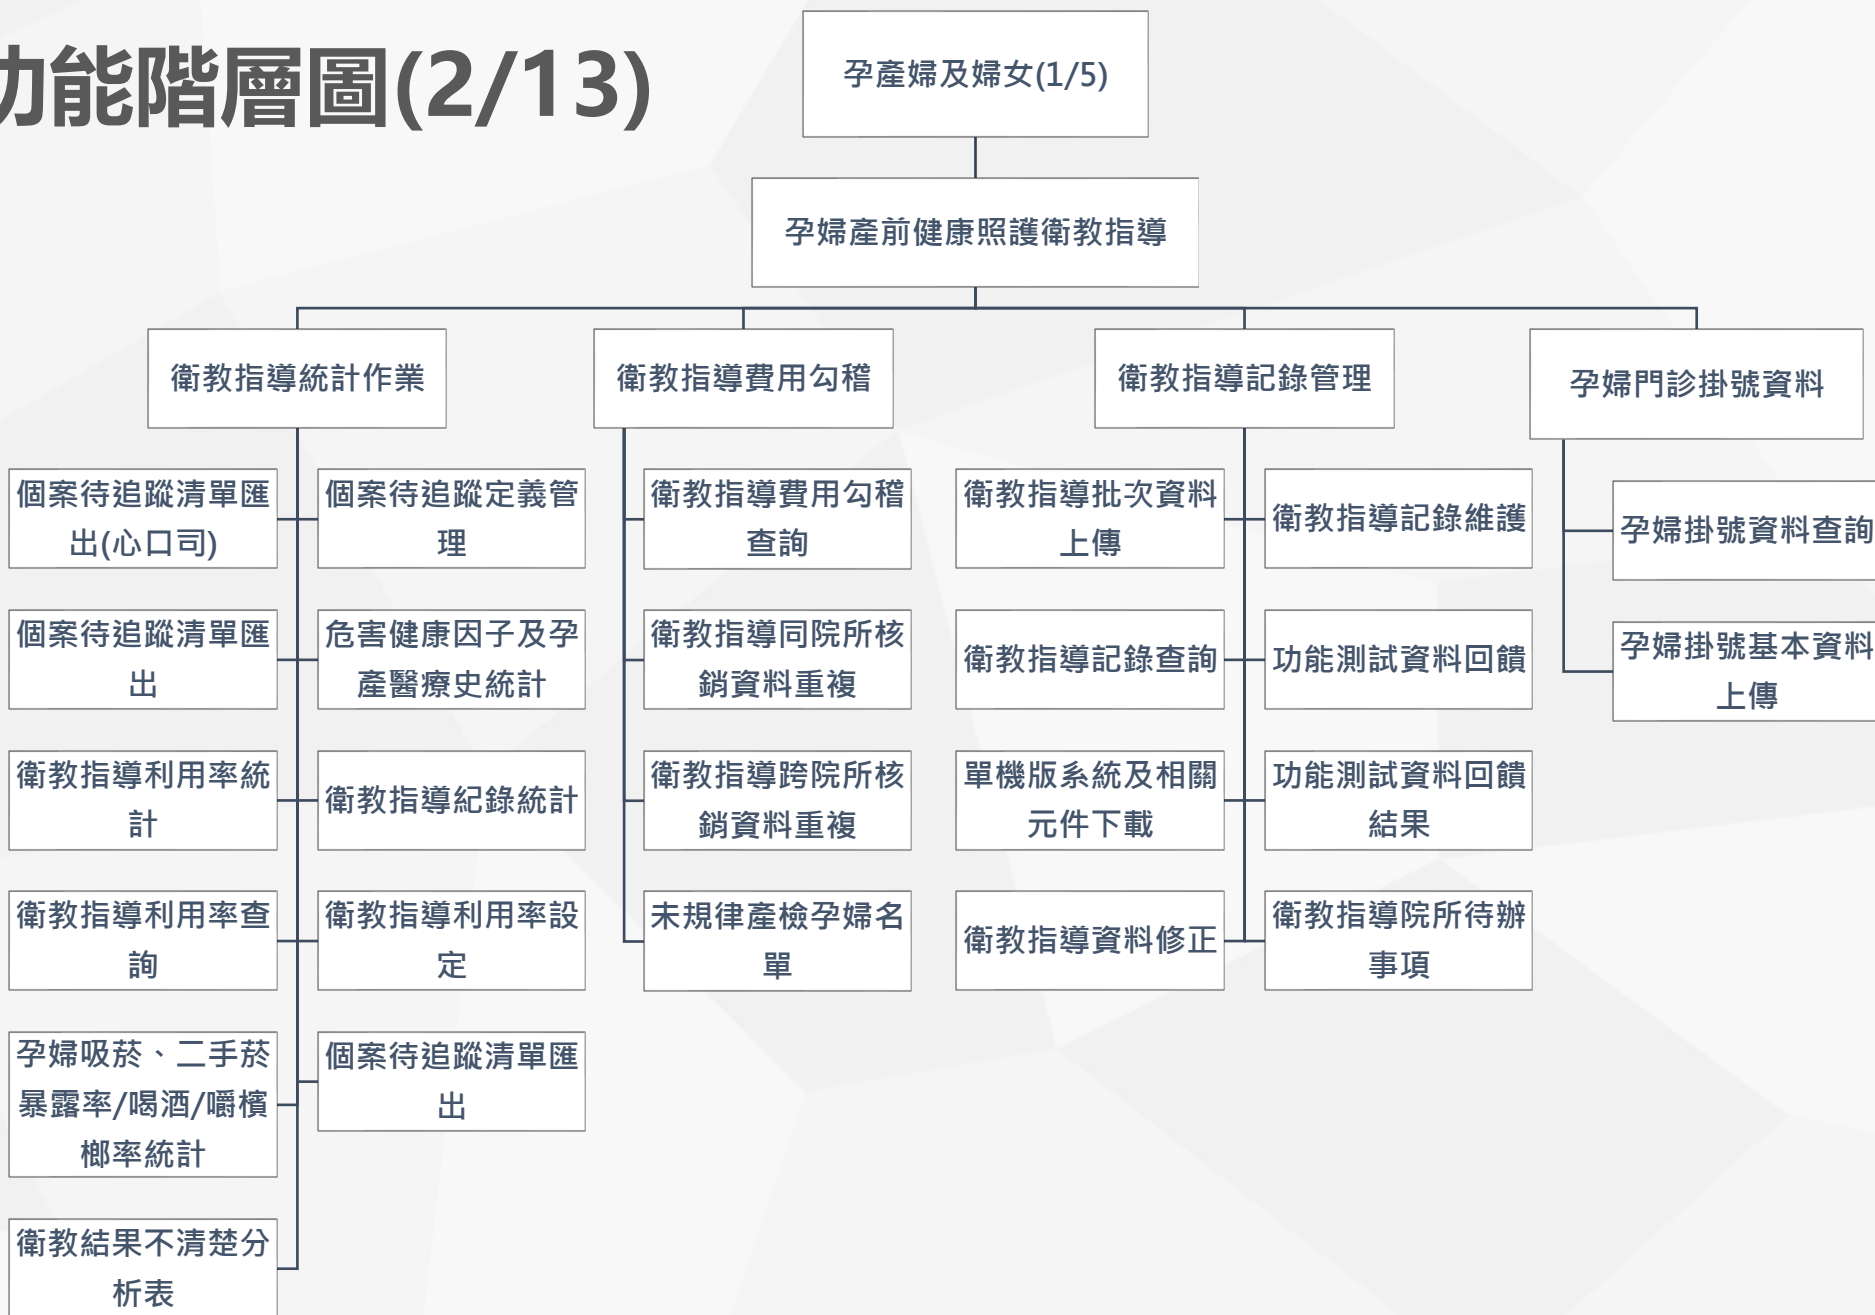 功能階層圖(2/13)
孕產婦及婦女(1/5)
孕婦產前健康照護衛教指導
衛教指導統計作業
衛教指導費用勾稽
衛教指導記錄管理
孕婦門診掛號資料
個案待追蹤清單匯
出(心口司)
個案待追蹤定義管
理
個案待追蹤清單匯
出
危害健康因子及孕
產醫療史統計
衛教指導利用率統
計
衛教指導紀錄統計
衛教指導利用率查
詢
衛教指導利用率設
定
孕婦吸菸、二手菸
暴露率/喝酒/嚼檳
榔率統計
個案待追蹤清單匯
出
衛教結果不清楚分
析表
衛教指導費用勾稽
查詢
衛教指導同院所核
銷資料重複
衛教指導跨院所核
銷資料重複
未規律產檢孕婦名
單
衛教指導批次資料
上傳
衛教指導記錄維護
衛教指導記錄查詢
功能測試資料回饋
單機版系統及相關
元件下載
功能測試資料回饋
結果
衛教指導資料修正
衛教指導院所待辦
事項
孕婦掛號資料查詢
孕婦掛號基本資料
上傳